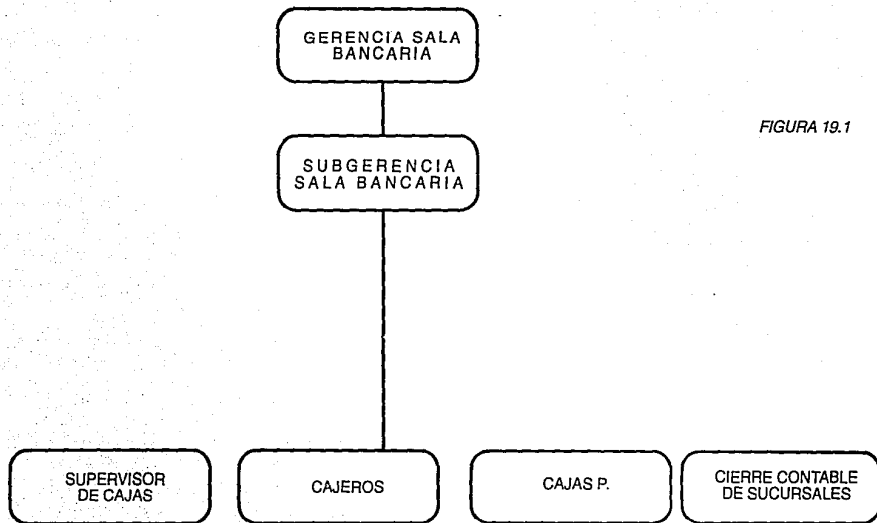 GERENCIA SALA
BANCARIA
FIGURA 19.1
SUBGERENCIA
SALA BANCARIA
SUPERVISOR
DE CAJAS
CAJEROS
CAJAS P.
CIERRE CONTABLE
DE SUCURSALES